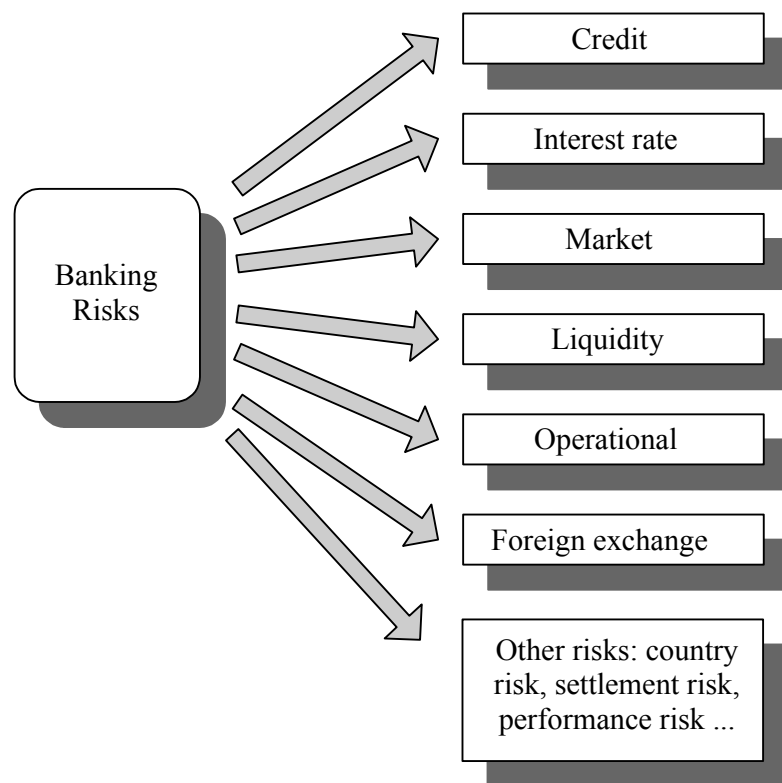 Banking
Risks
Credit
Interest rate
Market
Liquidity
Operational
Foreign exchange
Other risks: country
risk, settlement risk,
performance risk ...